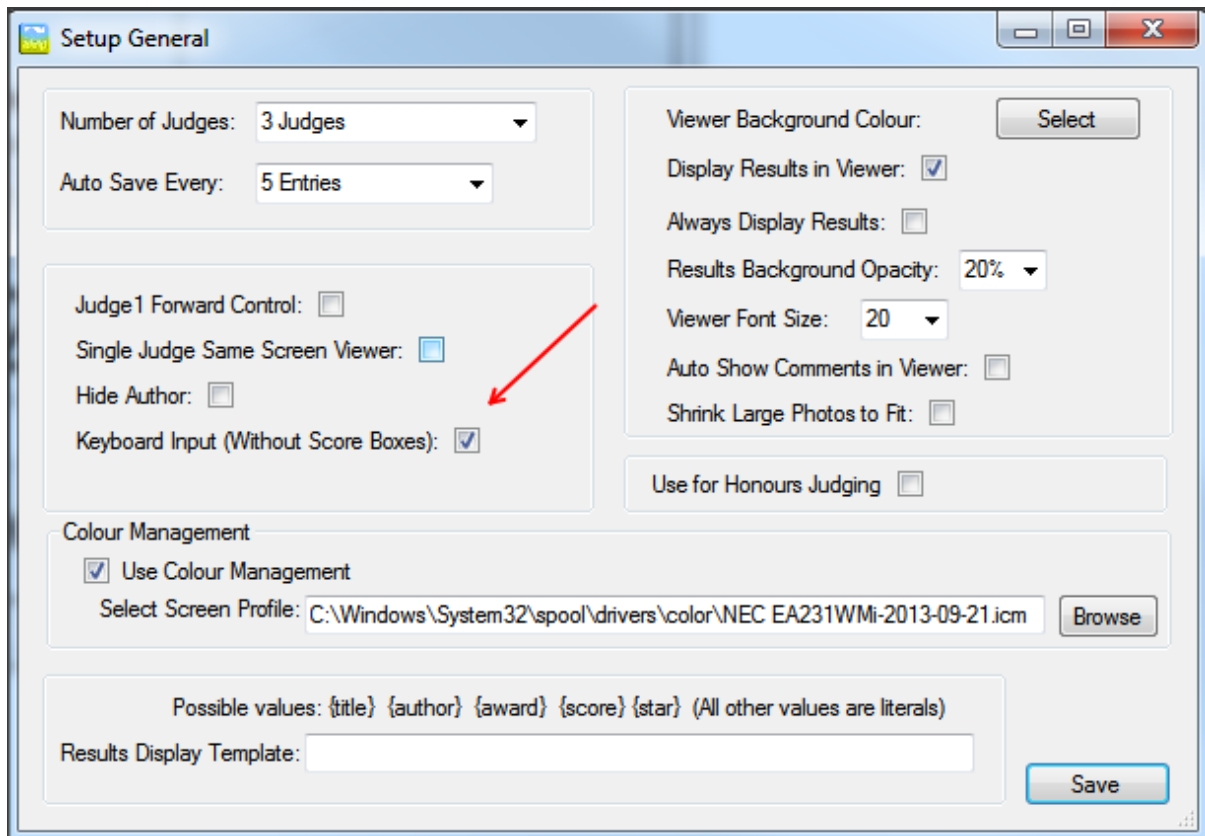 Setup General
Number of Judges: 3 Judges
Auto Save Every: 5 Entries
Judge1 Forward Control:
Single Judge Same Screen Viewer:
Hide Author:
Keyboard Input (Without Score Boxes):
Viewer Background Colour: Select
Display Results in Viewer:
Always Display Results:
Results Background Opacity: 20%
Viewer Font Size: 20
Auto Show Comments in Viewer:
Shrink Large Photos to Fit:
Use for Honours Judging
Colour Management
Use Colour Management
Select Screen Profile: C:\Windows\System32\spool\drivers\color\NEC EA231WMi-2013-09-21.icm Browse
Possible values: {title} {author} {award} {score} {star} (All other values are literals)
Results Display Template:
Save